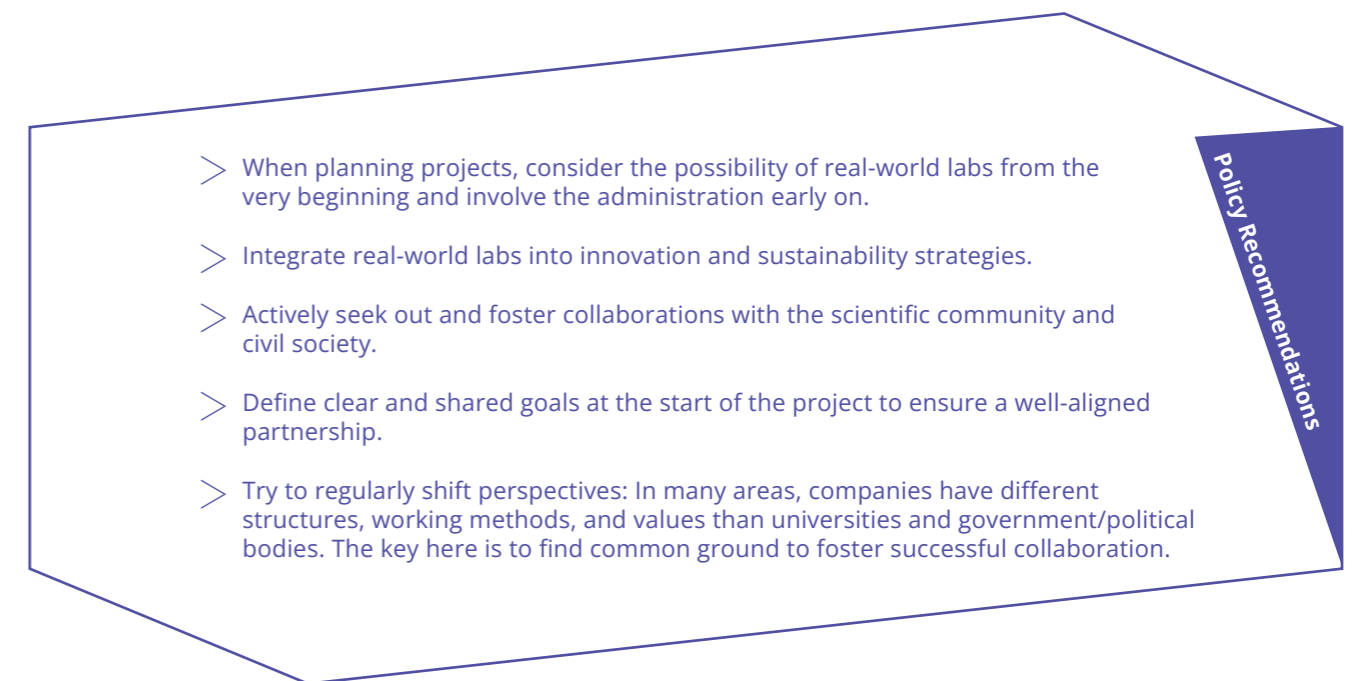 When planning projects, consider the possibility of real-world labs from the
very beginning and involve the administration early on.
Integrate real-world labs into innovation and sustainability strategies.
Actively seek out and foster collaborations with the scientific community and
civil society.
Define clear and shared goals at the start of the project to ensure a well-aligned
partnership.
Try to regularly shift perspectives: In many areas, companies have different
structures, working methods, and values than universities and government/political
bodies. The key here is to find common ground to foster successful collaboration.
Policy Recommendations